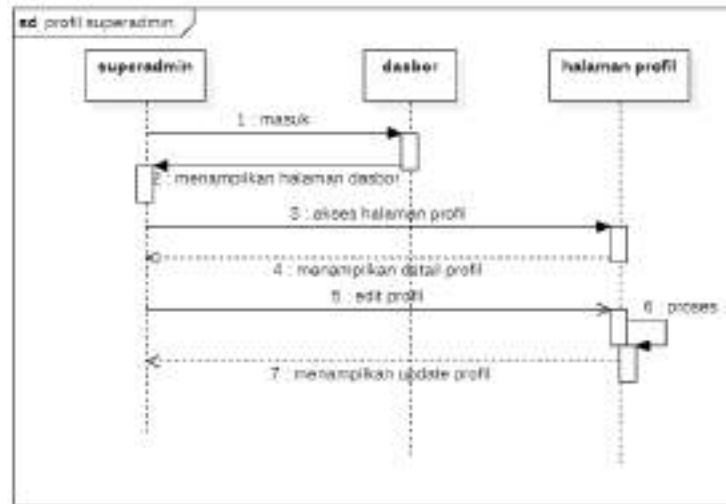 sd profil superadmin
superadmin
dasbor
halaman profil
1 : masuk
2 : menampilkan halaman dasbor
3 : akses halaman profil
4 : menampilkan detail profil
5 : edit profil
6 : proses
7 : menampilkan update profil